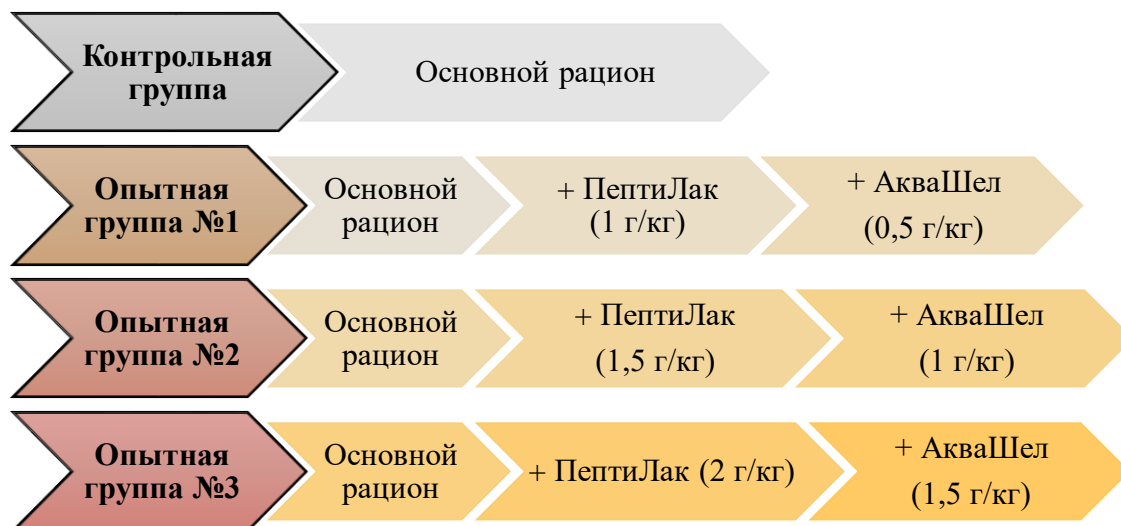 Контрольная
группа
Основной рацион
Опытная
группа №1
Основной
рацион
+ ПептиЛак
(1 г/кг)
+ АкваШел
(0,5 г/кг)
Опытная
группа №2
Основной
рацион
+ ПептиЛак
(1,5 г/кг)
+ АкваШел
(1 г/кг)
Опытная
группа №3
Основной
рацион
+ ПептиЛак (2 г/кг)
+ АкваШел
(1,5 г/кг)